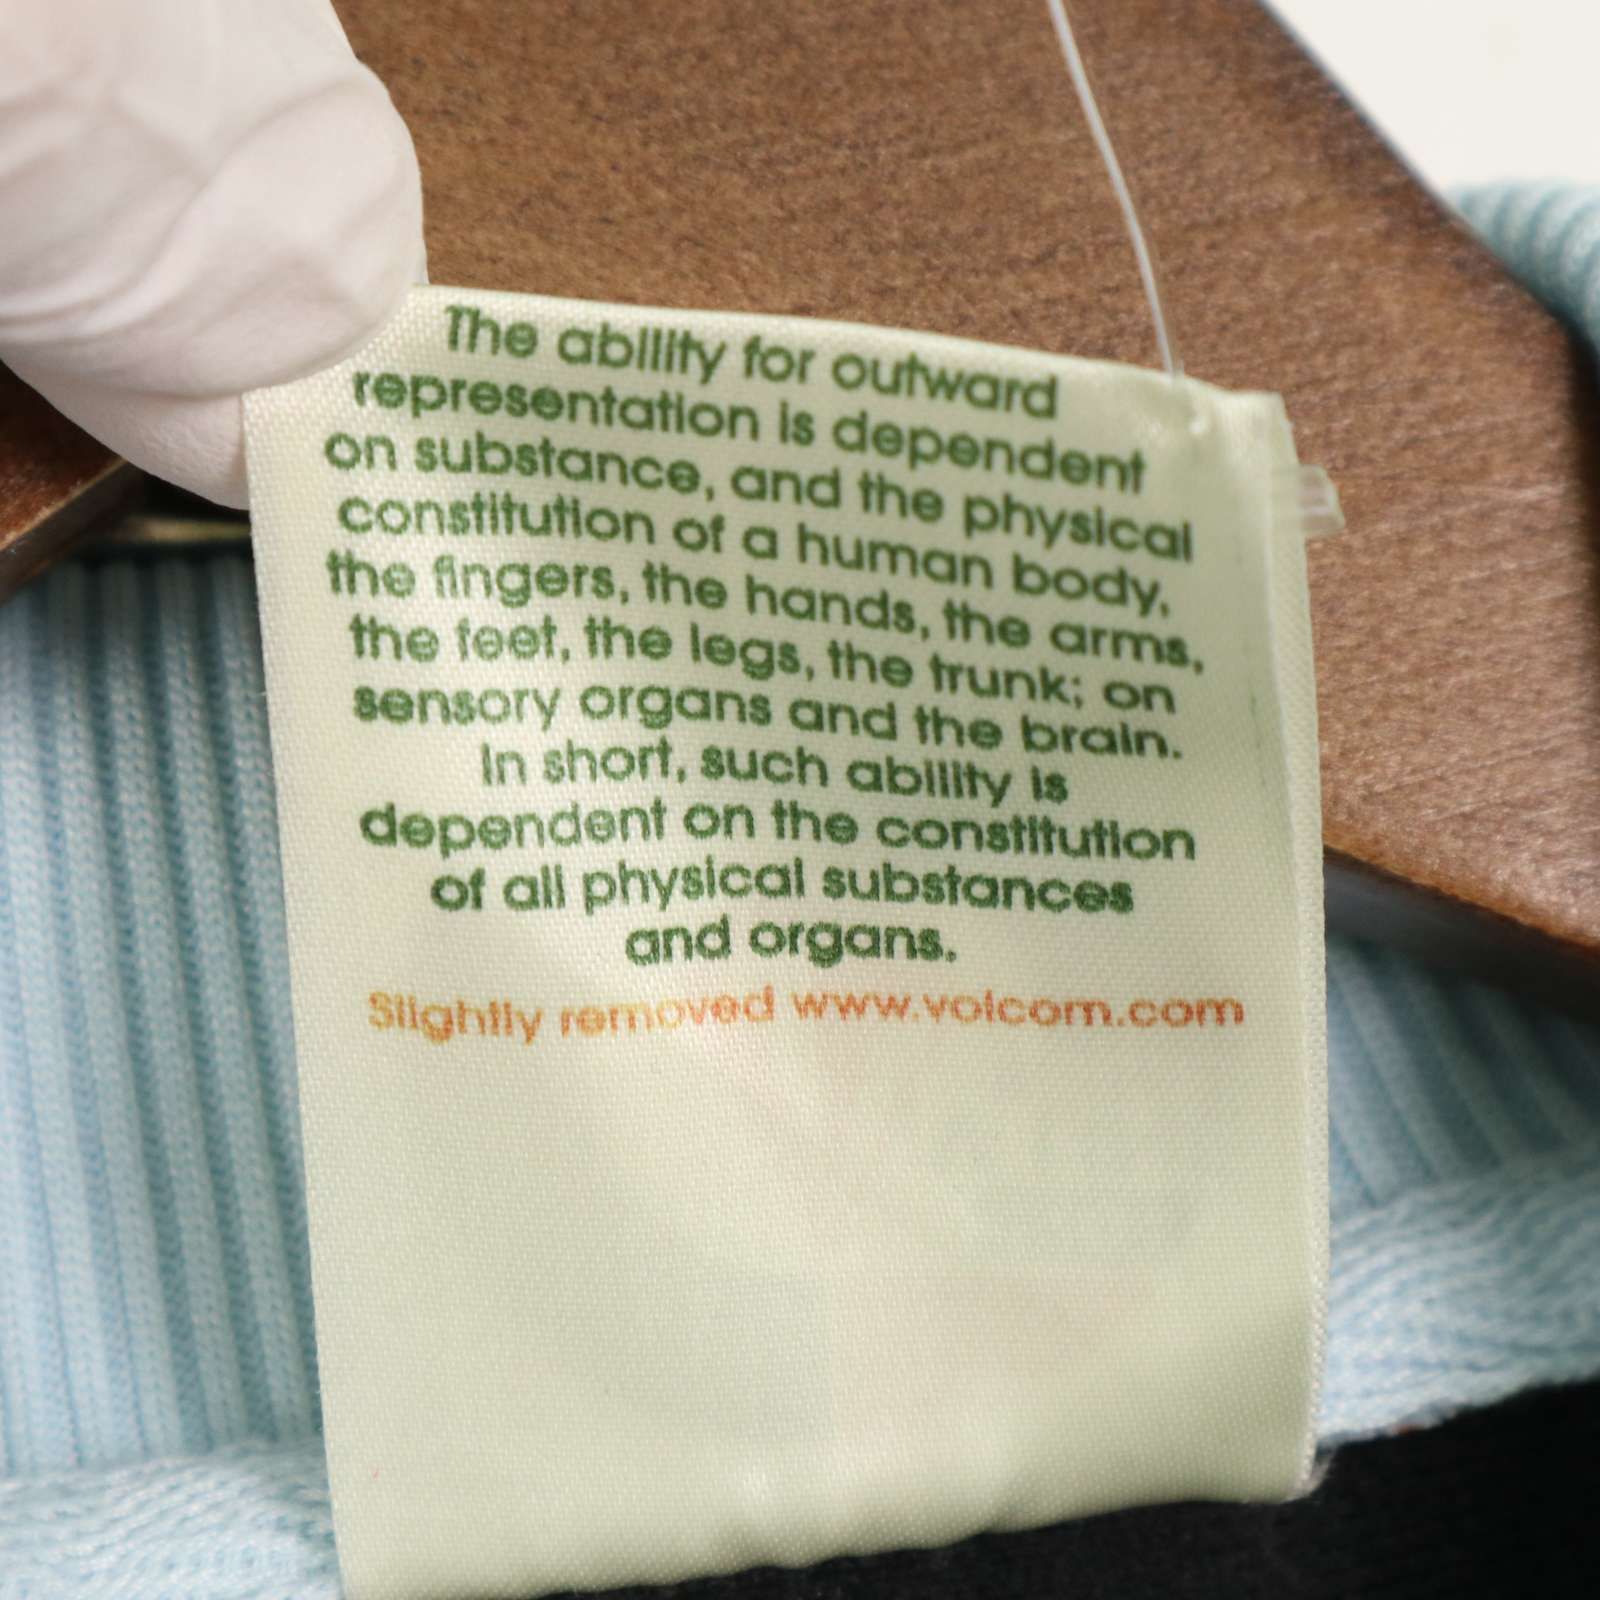 The ability for outward
representation is dependent
on substance, and the physical
constitution of a human body,
the fingers, the hands, the arms,
the feet, the legs, the trunk; on
sensory organs and the brain.
In short, such ability is
dependent on the constitution
of all physical substances
and organs.
Slightly removed www.volcom.com